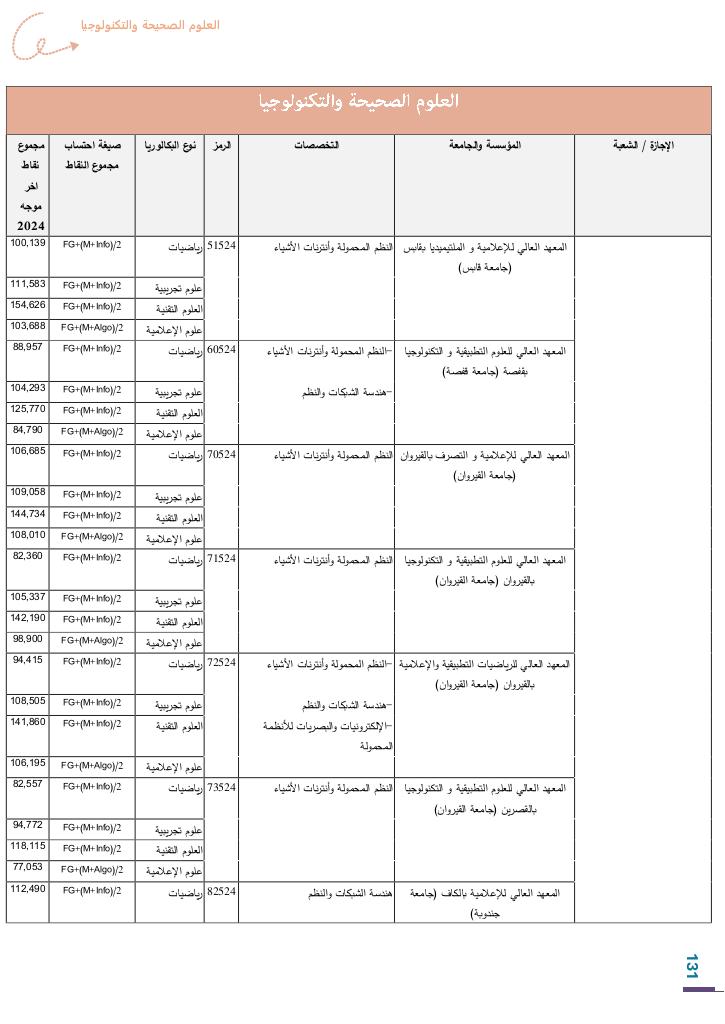 العلوم الصحيحة والتكنولوجيا
العلوم الصحيحة والتكنولوجيا
الإجازة / الشعبة المؤسسة والجامعة التخصصات الرمز نوع البكالوريا صيغة احتساب مجموع النقاط مجموع نقاط اخر موجه 2024
المعهد العالي للإعلامية و الملتيميديا بقابس (جامعة قابس) النظم المحمولة وأنترنات الأشياء 51524 رياضيات FG+(M+Info)/2 100,139
علوم تجريبية FG+(M+Info)/2 111,583
العلوم التقنية FG+(M+Info)/2 154,626
علوم الإعلامية FG+(M+Algo)/2 103,688
المعهد العالي للعلوم التطبيقية و التكنولوجيا بقفصة (جامعة قفصة) –النظم المحمولة وأنترنات الأشياء 60524 رياضيات FG+(M+Info)/2 88,957
–هندسة الشبكات والنظم علوم تجريبية FG+(M+Info)/2 104,293
العلوم التقنية FG+(M+Info)/2 125,770
علوم الإعلامية FG+(M+Algo)/2 84,790
المعهد العالي للإعلامية و التصرف بالقيروان (جامعة القيروان) النظم المحمولة وأنترنات الأشياء 70524 رياضيات FG+(M+Info)/2 106,685
علوم تجريبية FG+(M+Info)/2 109,058
العلوم التقنية FG+(M+Info)/2 144,734
علوم الإعلامية FG+(M+Algo)/2 108,010
المعهد العالي للعلوم التطبيقية و التكنولوجيا بالقيروان (جامعة القيروان) النظم المحمولة وأنترنات الأشياء 71524 رياضيات FG+(M+Info)/2 82,360
علوم تجريبية FG+(M+Info)/2 105,337
العلوم التقنية FG+(M+Info)/2 142,190
علوم الإعلامية FG+(M+Algo)/2 98,900
المعهد العالي للرياضيات التطبيقية والإعلامية بالقيروان (جامعة القيروان) –النظم المحمولة وأنترنات الأشياء 72524 رياضيات FG+(M+Info)/2 94,415
–هندسة الشبكات والنظم علوم تجريبية FG+(M+Info)/2 108,505
–الإلكترونيات والبصريات للأنظمة المحمولة العلوم التقنية FG+(M+Info)/2 141,860
علوم الإعلامية FG+(M+Algo)/2 106,195
المعهد العالي للعلوم التطبيقية و التكنولوجيا بالقصرين (جامعة القيروان) النظم المحمولة وأنترنات الأشياء 73524 رياضيات FG+(M+Info)/2 82,557
علوم تجريبية FG+(M+Info)/2 94,772
العلوم التقنية FG+(M+Info)/2 118,115
علوم الإعلامية FG+(M+Algo)/2 77,053
المعهد العالي للإعلامية بالكاف (جامعة جندوبة) هندسة الشبكات والنظم 82524 رياضيات FG+(M+Info)/2 112,490
131